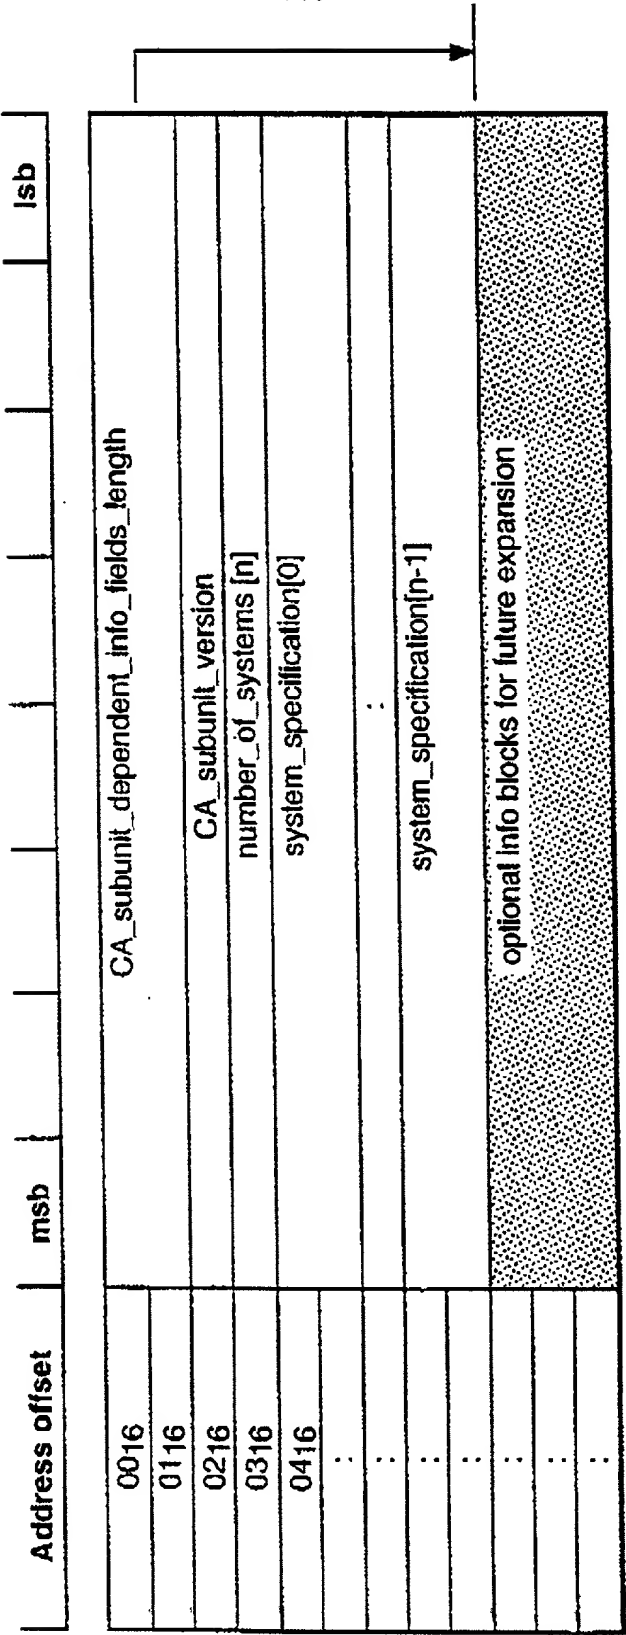 Address offset msb lsb
0016 CA_subunit_dependent_info_fields_length
0116
0216 CA_subunit_version
0316 number_of_systems [n]
0416 system_specification[0]
:
: :
: system_specification[n-1]
:
: optional info blocks for future expansion
:
: